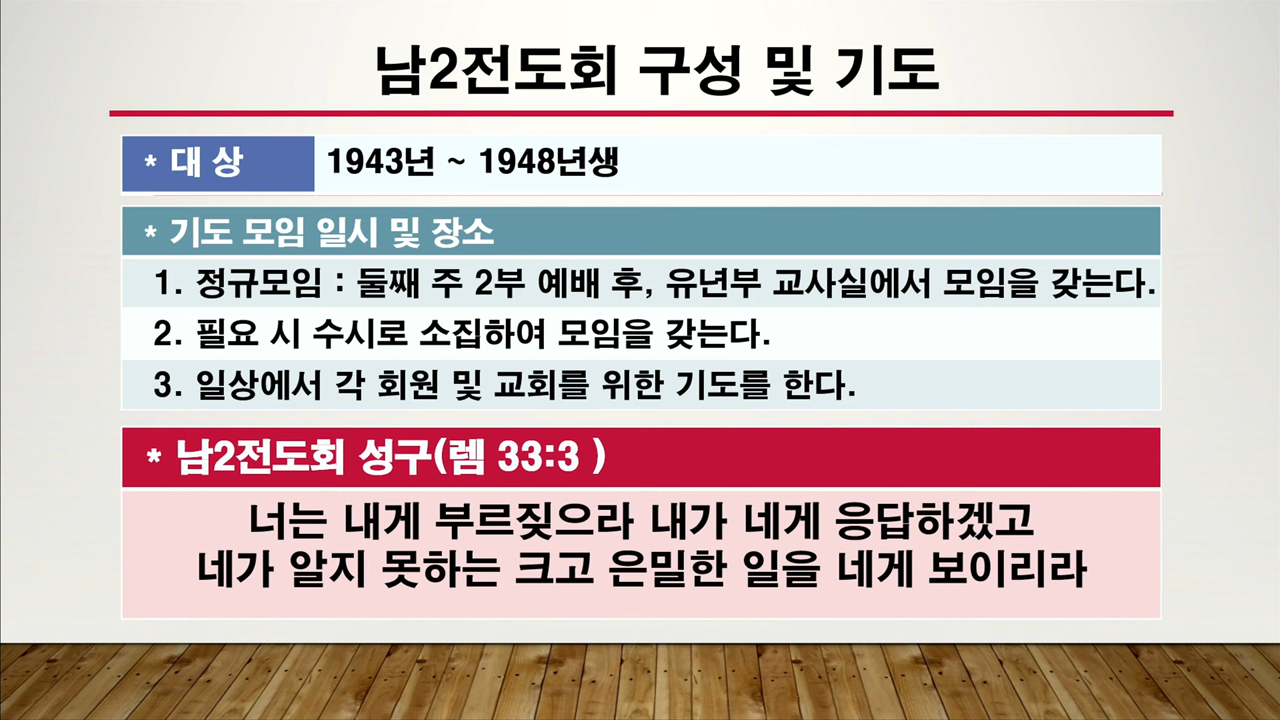 남2전도회 구성 및 기도
* 대 상 1943년 ~ 1948년생
* 기도 모임 일시 및 장소
1. 정규모임 : 둘째 주 2부 예배 후, 유년부 교사실에서 모임을 갖는다.
2. 필요 시 수시로 소집하여 모임을 갖는다.
3. 일상에서 각 회원 및 교회를 위한 기도를 한다.
* 남2전도회 성구(렘 33:3 )
너는 내게 부르짖으라 내가 네게 응답하겠고
네가 알지 못하는 크고 은밀한 일을 네게 보이리라